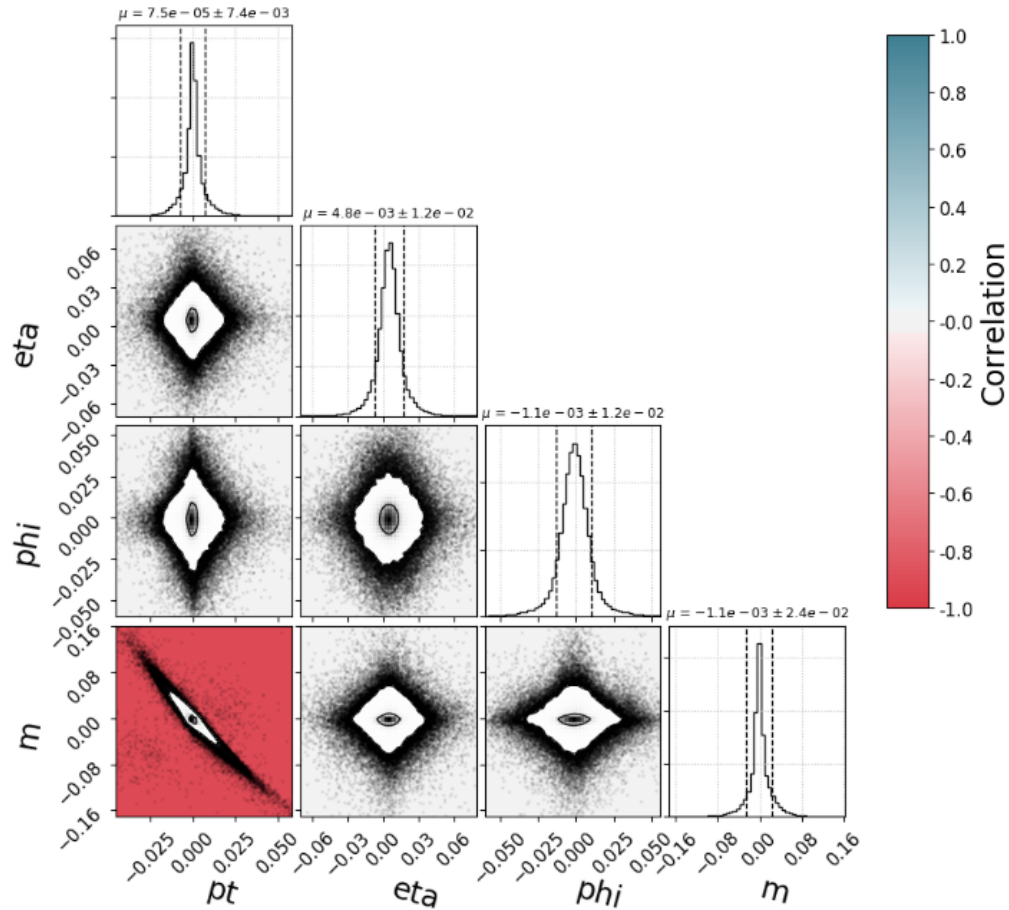 μ = 7.5e − 05 ± 7.4e − 03
1.0
0.8
0.6
0.4
0.2
-0.0
-0.2
-0.4
-0.6
-0.8
-1.0
Correlation
μ = 4.8e − 03 ± 1.2e − 02
eta
0.06
0.03
0.00
−0.03
−0.06
μ = −1.1e − 03 ± 1.2e − 02
phi
0.050
0.025
0.000
−0.025
−0.050
μ = −1.1e − 03 ± 2.4e − 02
m
0.16
0.08
0.00
−0.08
−0.16
−0.025 0.000 0.025 0.050
−0.06 −0.03 0.00 0.03 0.06
−0.050 −0.025 0.000 0.025 0.050
−0.16 −0.08 0.00 0.08 0.16
pt eta phi m